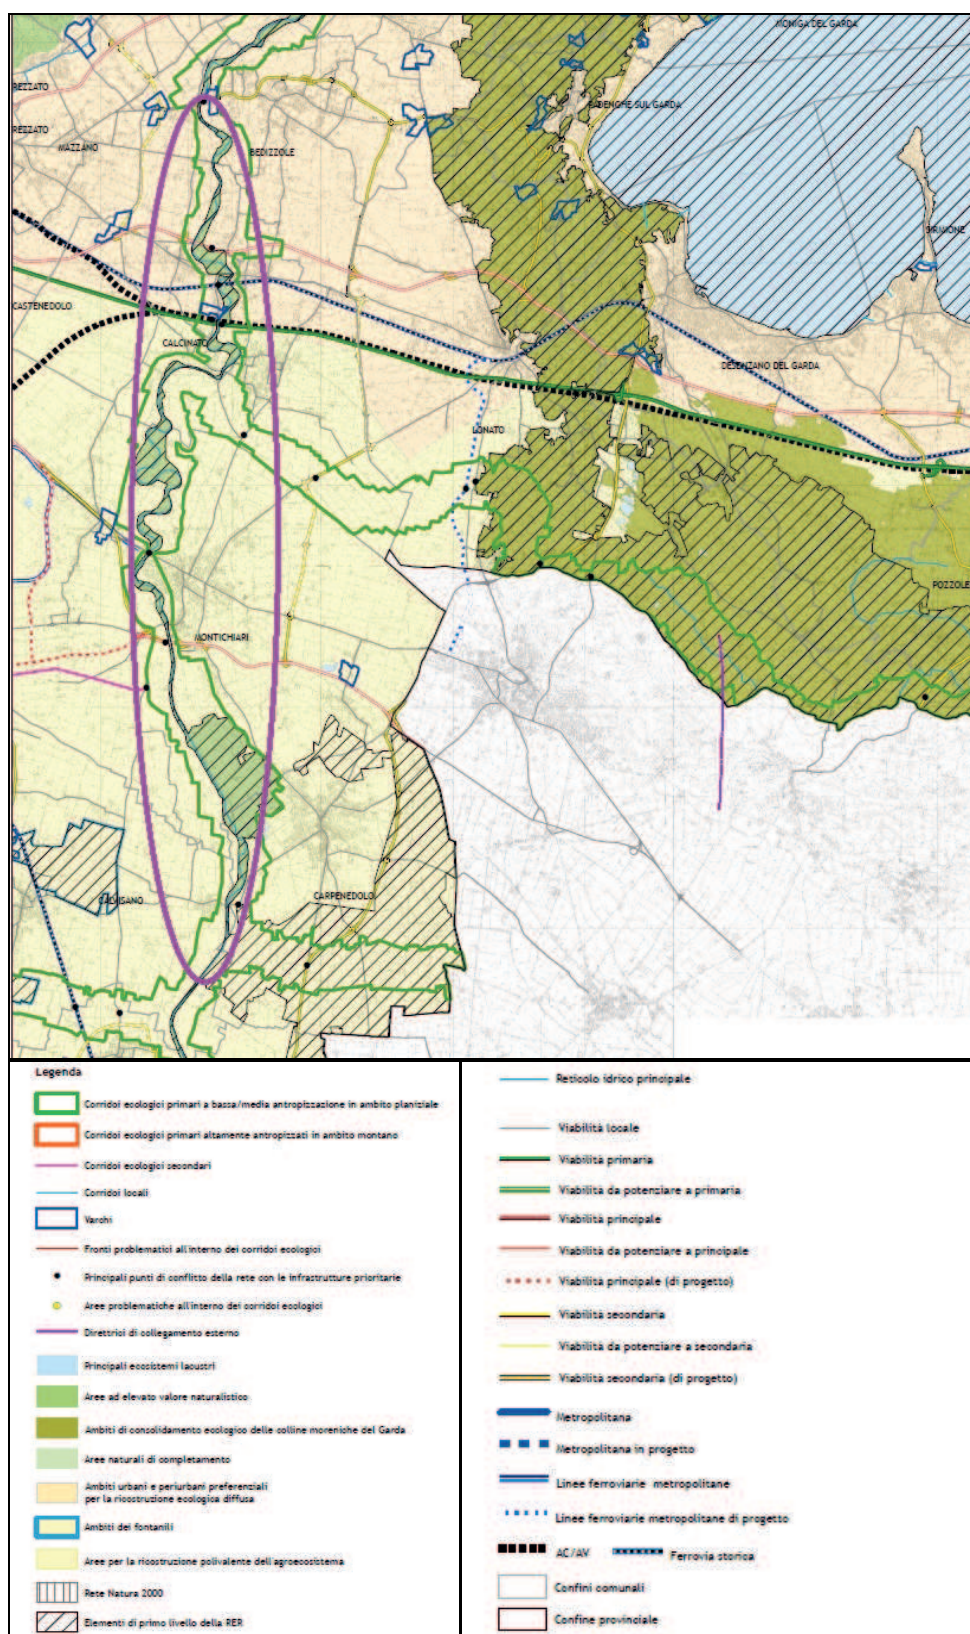 MONIGA DEL GARDA
REZZATO
PADENGHE SUL GARDA
REZZATO
MAZZANO
BEDIZZOLE
SIRMIONE
CASTENEDOLO
CALCINATO
DESENZANO DEL GARDA
LONATO
POZZOLE
MONTICHIARI
CALVISANO
CARPENEDOLO
Legenda
Corridoi ecologici primari a bassa/media antropizzazione in ambito planiziale
Corridoi ecologici primari altamente antropizzati in ambito montano
Corridoi ecologici secondari
Corridoi locali
Varchi
Fronti problematici all'interno dei corridoi ecologici
Principali punti di conflitto della rete con le infrastrutture prioritarie
Aree problematiche all'interno dei corridoi ecologici
Direttrici di collegamento esterno
Principali ecosistemi lacustri
Aree ad elevato valore naturalistico
Ambiti di consolidamento ecologico delle colline moreniche del Garda
Aree naturali di completamento
Ambiti urbani e periurbani preferenziali
per la ricostruzione ecologica diffusa
Ambiti dei fontanili
Aree per la ricostruzione polivalente dell'agroecosistema
Rete Natura 2000
Elementi di primo livello della RER
Reticolo idrico principale
Viabilità locale
Viabilità primaria
Viabilità da potenziare a primaria
Viabilità principale
Viabilità da potenziare a principale
Viabilità principale (di progetto)
Viabilità secondaria
Viabilità da potenziare a secondaria
Viabilità secondaria (di progetto)
Metropolitana
Metropolitana in progetto
Linee ferroviarie metropolitane
Linee ferroviarie metropolitane di progetto
AC/AV Ferrovia storica
Confini comunali
Confine provinciale